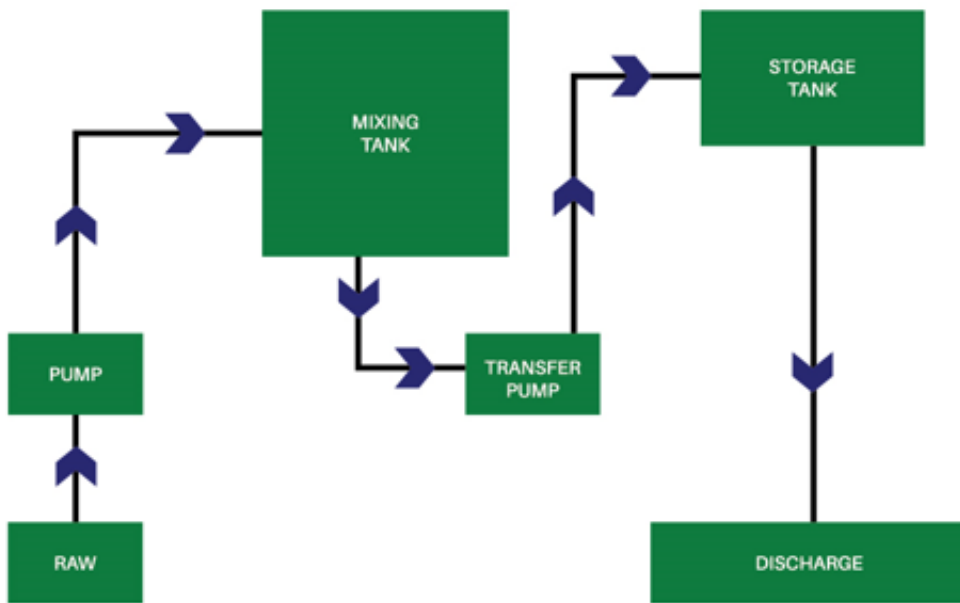 RAW
PUMP
MIXING
TANK
TRANSFER
PUMP
STORAGE
TANK
DISCHARGE